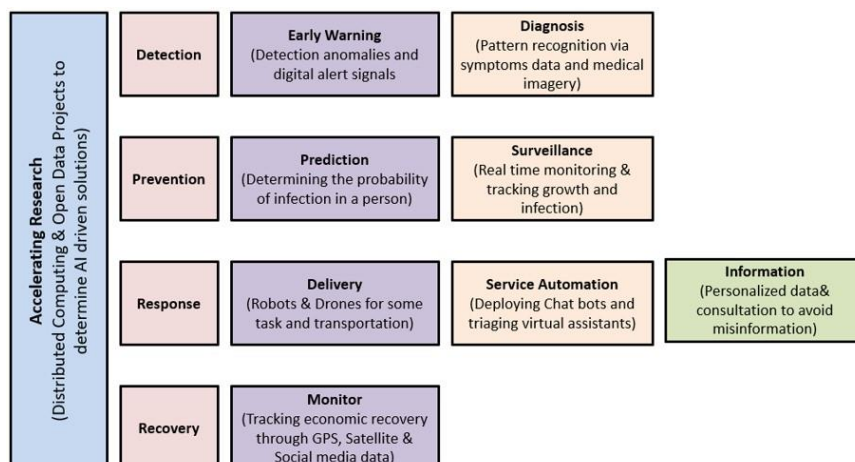 Accelerating Research
(Distributed Computing & Open Data Projects to
determine AI driven solutions)
Detection
Early Warning
(Detection anomalies and
digital alert signals
Diagnosis
(Pattern recognition via
symptoms data and medical
imagery)
Prevention
Prediction
(Determining the probability
of infection in a person)
Surveillance
(Real time monitoring &
tracking growth and
infection)
Response
Delivery
(Robots & Drones for some
task and transportation)
Service Automation
(Deploying Chat bots and
triaging virtual assistants)
Information
(Personalized data&
consultation to avoid
misinformation)
Recovery
Monitor
(Tracking economic recovery
through GPS, Satellite &
Social media data)